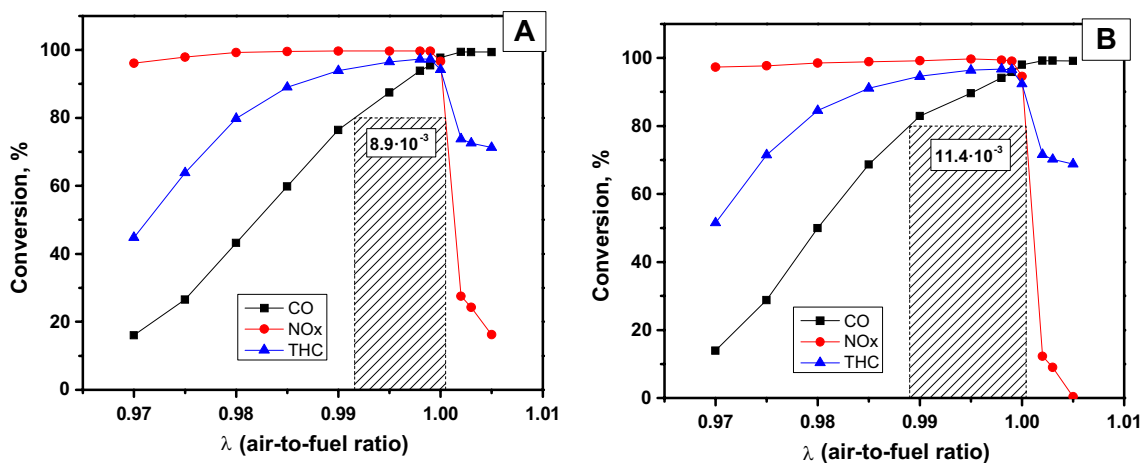 A
Conversion, %
100
80
60
40
20
0
8.9·10⁻³
CO
NOx
THC
0.97
0.98
0.99
1.00
1.01
λ (air-to-fuel ratio)
B
Conversion, %
100
80
60
40
20
0
11.4·10⁻³
CO
NOx
THC
0.97
0.98
0.99
1.00
1.01
λ (air-to-fuel ratio)